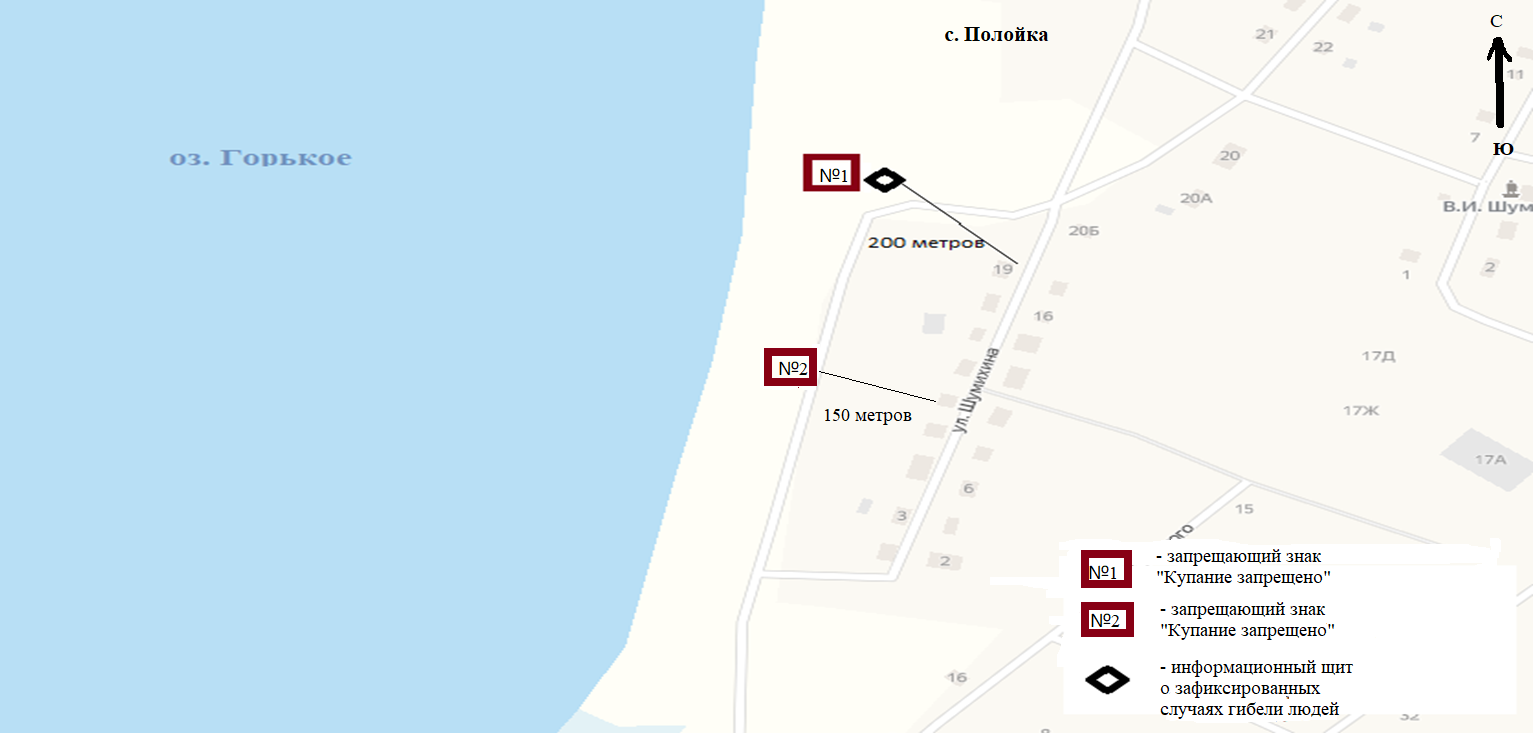 с. Полойка
С
21
22
11
7
Ю
оз. Горькое
20
№1
20А
В.И. Шум
20Б
200 метров
19
1
2
16
17Д
№2
ул. Шумихина
150 метров
17Ж
17А
6
3
15
ого
2
№1
- запрещающий знак
"Купание запрещено"
№2
- запрещающий знак
"Купание запрещено"
- информационный щит
о зафиксированных
случаях гибели людей
16
32